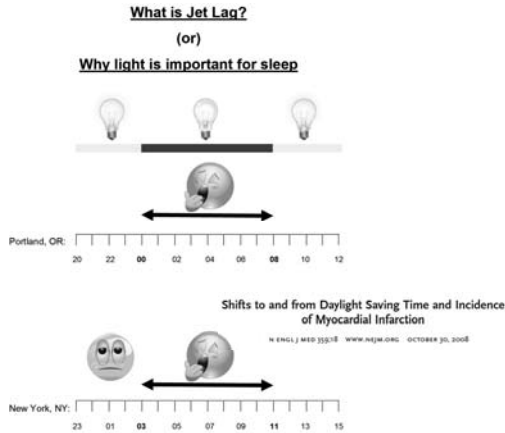 What is Jet Lag?
(or)
Why light is important for sleep
Portland, OR:
20 22 00 02 04 06 08 10 12
Shifts to and from Daylight Saving Time and Incidence
of Myocardial Infarction
N ENGL J MED 359;18 WWW.NEJM.ORG OCTOBER 30, 2008
New York, NY:
23 01 03 05 07 09 11 13 15